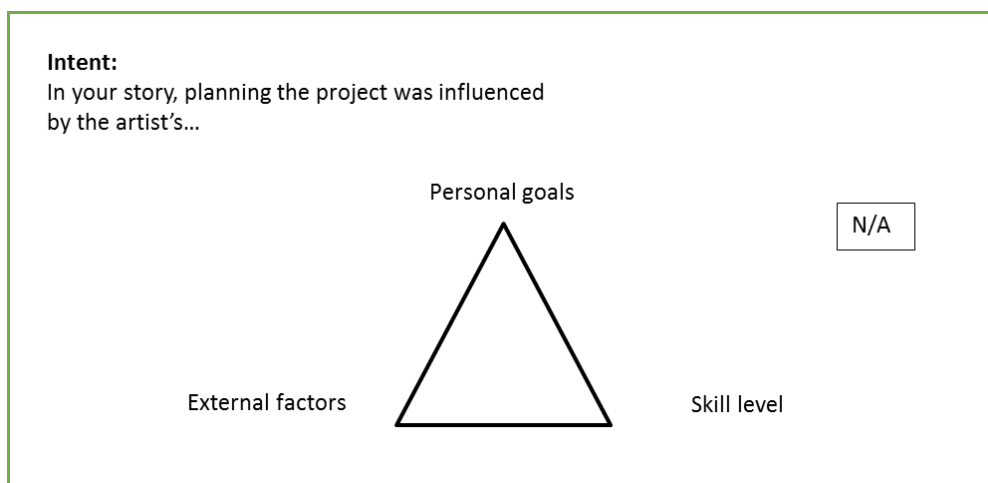 Intent:
In your story, planning the project was influenced
by the artist’s…
Personal goals
N/A
External factors
Skill level